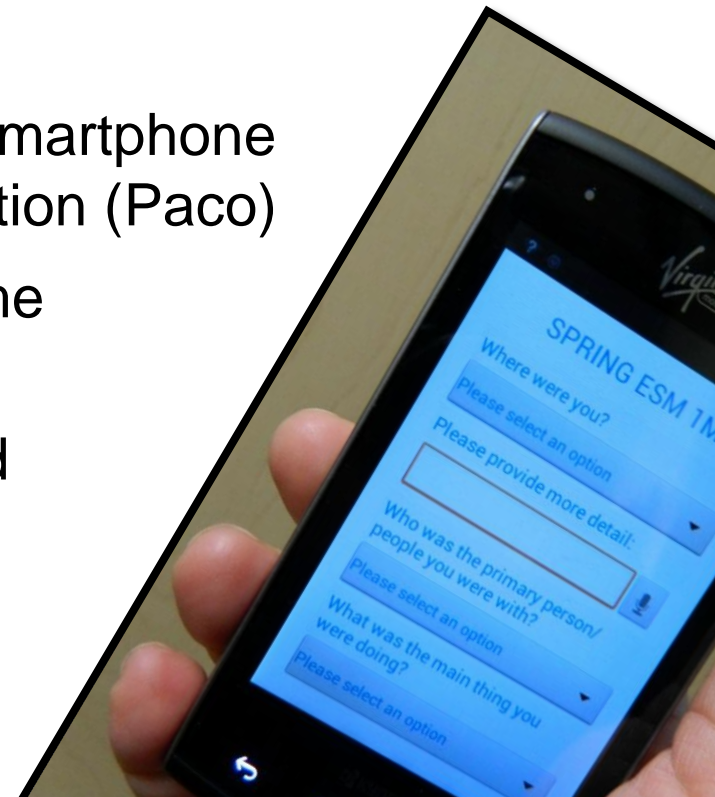 martphone
tion (Paco)
ne
d
?
Virgin
SPRING ESM 1M
Where were you?
Please select an option
Please provide more detail:
Who was the primary person/
people you were with?
Please select an option
What was the main thing you
were doing?
Please select an option